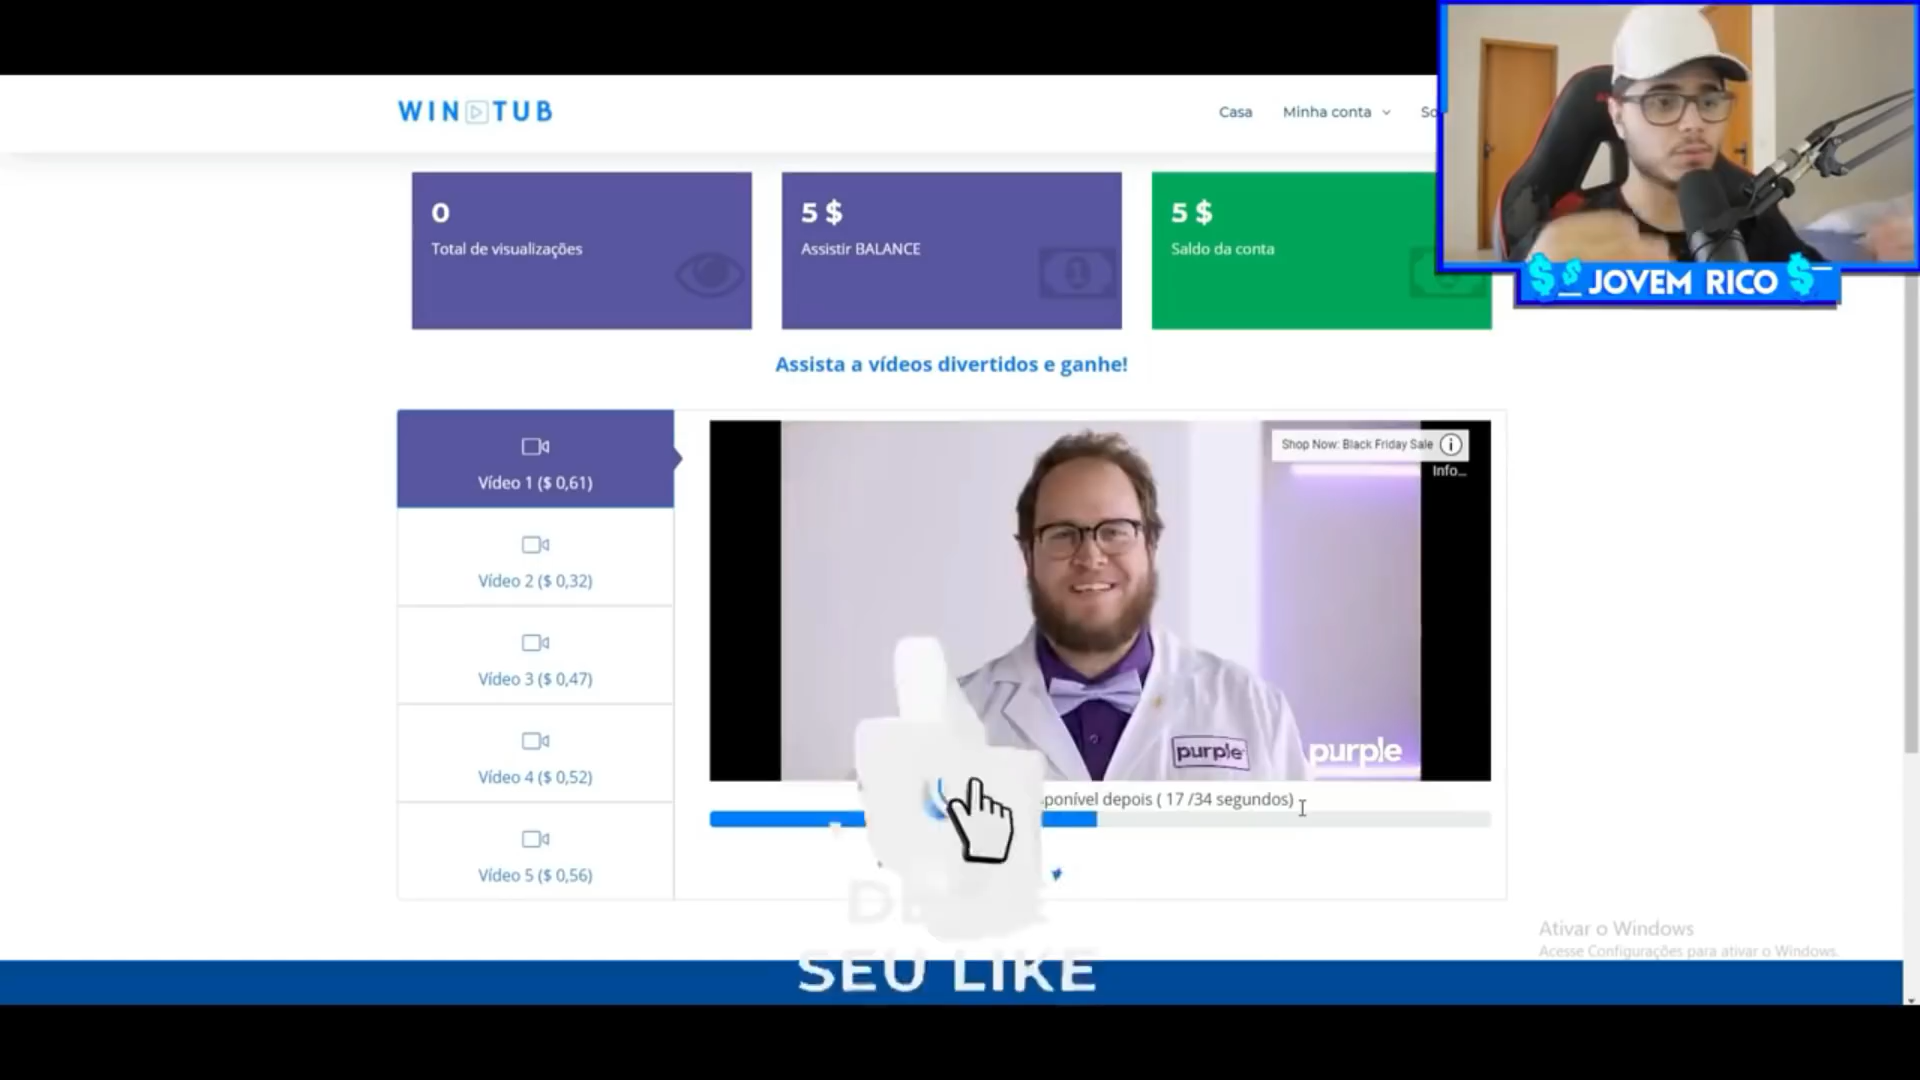 WIN TUB
Casa
Minha conta
0
Total de visualizações
5 $
Assistir BALANCE
5 $
Saldo da conta
$ $ JOVEM RICO $
Assista a vídeos divertidos e ganhe!
Vídeo 1 ($ 0,61)
Vídeo 2 ($ 0,32)
Vídeo 3 ($ 0,47)
Vídeo 4 ($ 0,52)
Vídeo 5 ($ 0,56)
Shop Now: Black Friday Sale
Info...
purple
purple
depois ( 17 /34 segundos)
SEU LIKE
Ativar o Windows
Acesse Configurações para ativar o Windows.